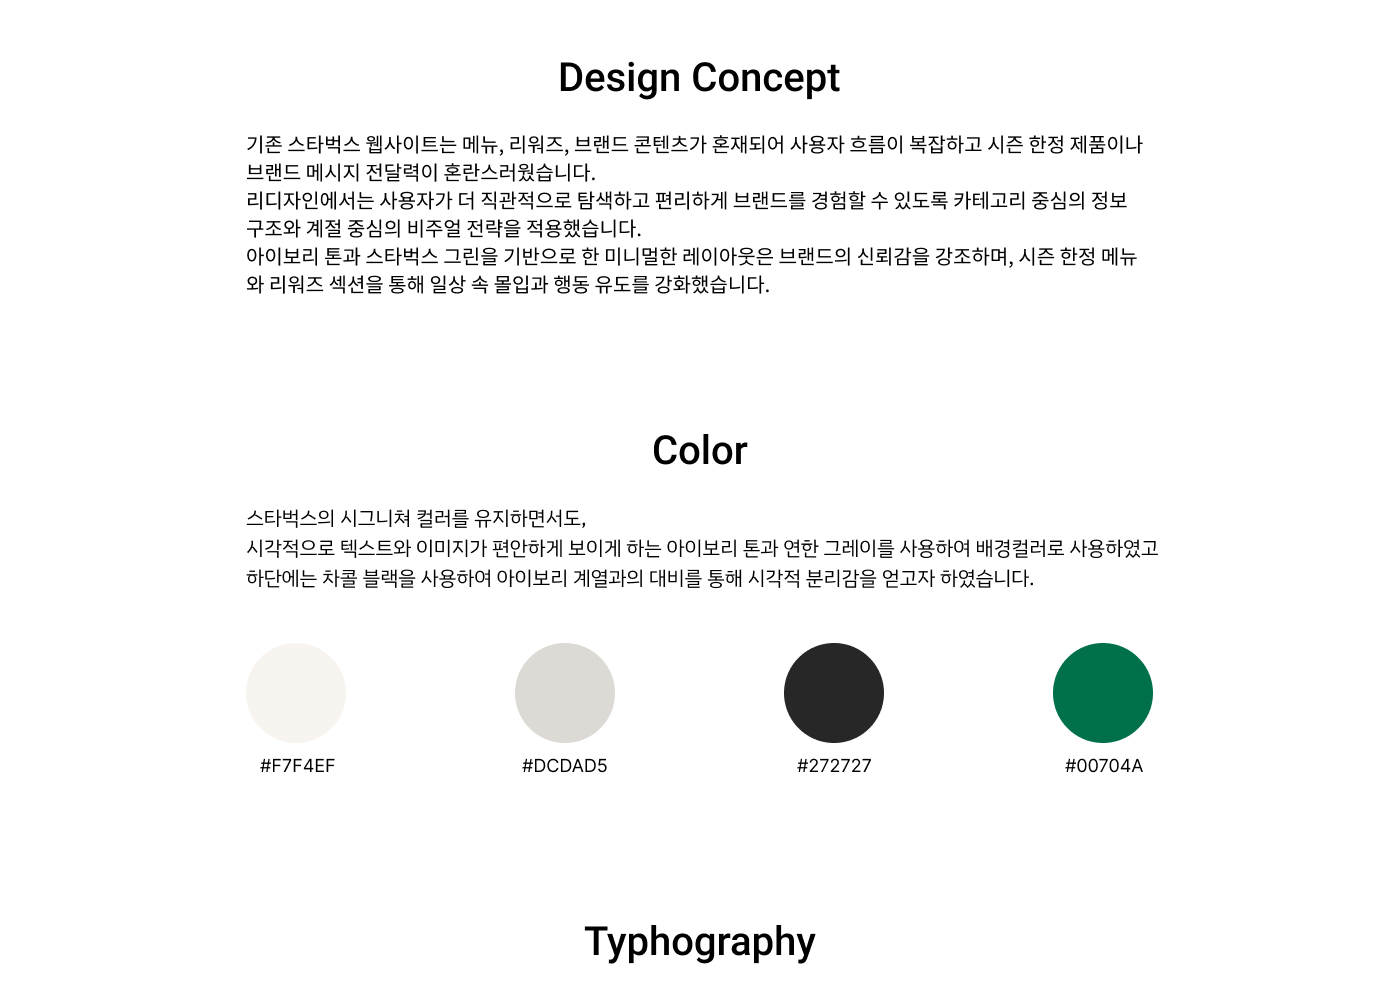 Design Concept
기존 스타벅스 웹사이트는 메뉴, 리워즈, 브랜드 콘텐츠가 혼재되어 사용자 흐름이 복잡하고 시즌 한정 제품이나
브랜드 메시지 전달력이 혼란스러웠습니다.
리디자인에서는 사용자가 더 직관적으로 탐색하고 편리하게 브랜드를 경험할 수 있도록 카테고리 중심의 정보
구조와 계절 중심의 비주얼 전략을 적용했습니다.
아이보리 톤과 스타벅스 그린을 기반으로 한 미니멀한 레이아웃은 브랜드의 신뢰감을 강조하며, 시즌 한정 메뉴
와 리워즈 섹션을 통해 일상 속 몰입과 행동 유도를 강화했습니다.
Color
스타벅스의 시그니쳐 컬러를 유지하면서도,
시각적으로 텍스트와 이미지가 편안하게 보이게 하는 아이보리 톤과 연한 그레이를 사용하여 배경컬러로 사용하였고
하단에는 차콜 블랙을 사용하여 아이보리 계열과의 대비를 통해 시각적 분리감을 얻고자 하였습니다.
#F7F4EF #DCDAD5 #272727 #00704A
Typhography